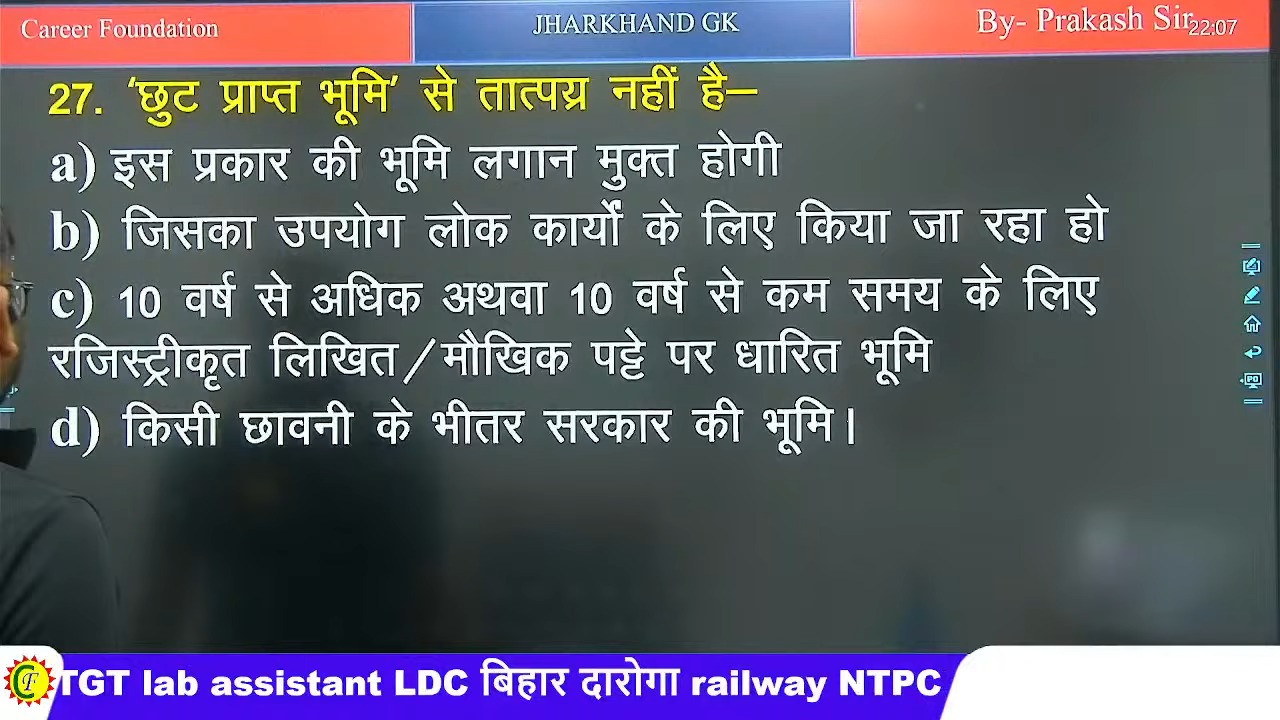 Career Foundation
JHARKHAND GK
By- Prakash Sir
22:07
27. ‘छुट प्राप्त भूमि’ से तात्पय्र नहीं है–
a) इस प्रकार की भूमि लगान मुक्त होगी
b) जिसका उपयोग लोक कार्यो के लिए किया जा रहा हो
c) 10 वर्ष से अधिक अथवा 10 वर्ष से कम समय के लिए
रजिस्ट्रीकृत लिखित/मौखिक पट्टे पर धारित भूमि
d) किसी छावनी के भीतर सरकार की भूमि।
TGT lab assistant LDC बिहार दारोगा railway NTPC